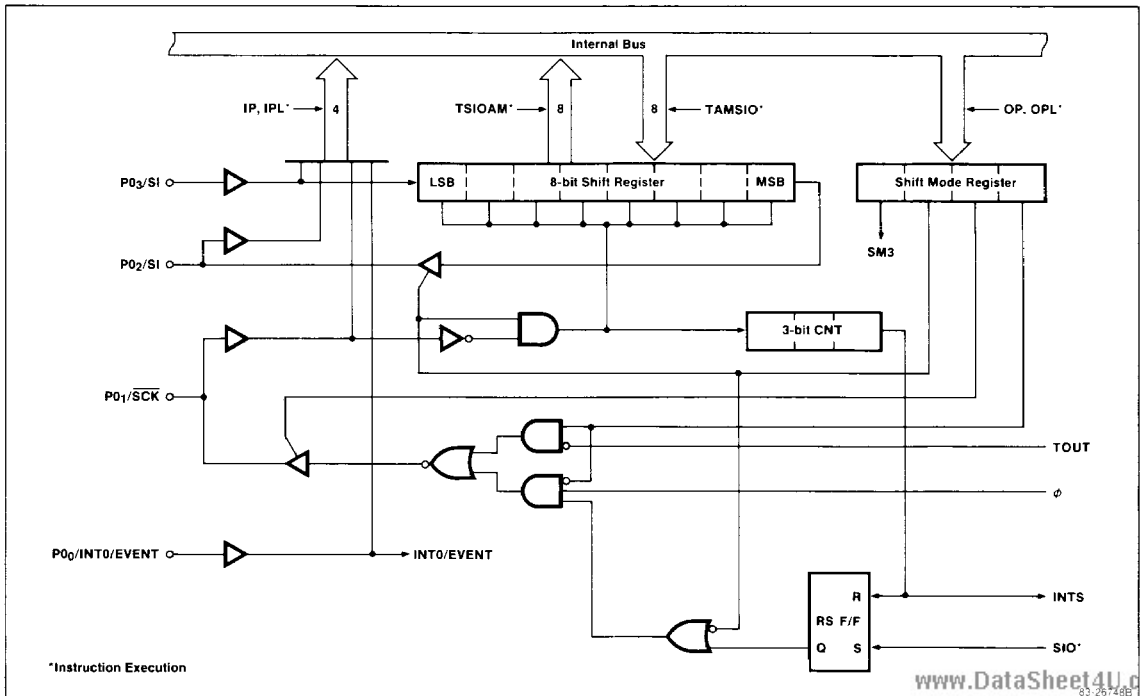 Internal Bus
IP, IPL* 4 TSIOAM* 8 8 TAMSIO* OP, OPL*
P0₃/SI LSB 8-bit Shift Register MSB Shift Mode Register
SM3
P0₂/SI
3-bit CNT
P0₁/S̅C̅K̅
TOUT
ϕ
P0₀/INT0/EVENT INT0/EVENT
R INTS
RS F/F
Q S SIO*
*Instruction Execution
www.DataSheet4U.c
83-26748B